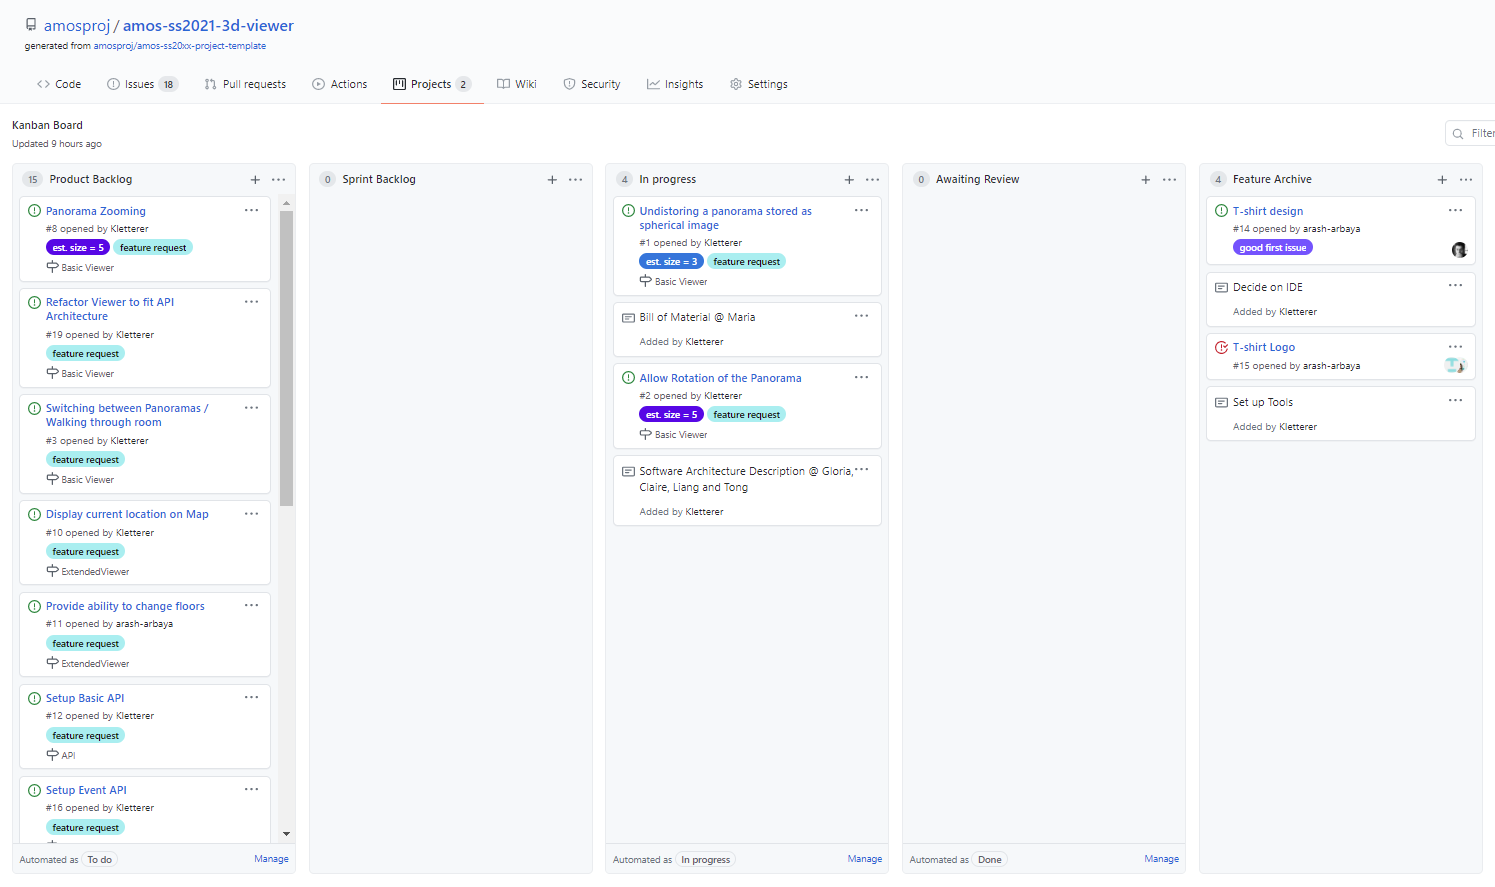 amosproj / amos-ss2021-3d-viewer
generated from amosproj/amos-ss20xx-project-template
Code
Issues 18
Pull requests
Actions
Projects 2
Wiki
Security
Insights
Settings
Kanban Board
Updated 9 hours ago
Filter
15 Product Backlog
Panorama Zooming
#8 opened by Kletterer
est. size = 5 feature request
Basic Viewer
Refactor Viewer to fit API
Architecture
#19 opened by Kletterer
feature request
Basic Viewer
Switching between Panoramas /
Walking through room
#3 opened by Kletterer
feature request
Basic Viewer
Display current location on Map
#10 opened by Kletterer
feature request
ExtendedViewer
Provide ability to change floors
#11 opened by arash-arbaya
feature request
ExtendedViewer
Setup Basic API
#12 opened by Kletterer
feature request
API
Setup Event API
#16 opened by Kletterer
feature request
Automated as To do Manage
0 Sprint Backlog
4 In progress
Undistoring a panorama stored as
spherical image
#1 opened by Kletterer
est. size = 3 feature request
Basic Viewer
Bill of Material @ Maria
Added by Kletterer
Allow Rotation of the Panorama
#2 opened by Kletterer
est. size = 5 feature request
Basic Viewer
Software Architecture Description @ Gloria,
Claire, Liang and Tong
Added by Kletterer
Automated as In progress Manage
0 Awaiting Review
Automated as Done Manage
4 Feature Archive
T-shirt design
#14 opened by arash-arbaya
good first issue
Decide on IDE
Added by Kletterer
T-shirt Logo
#15 opened by arash-arbaya
Set up Tools
Added by Kletterer